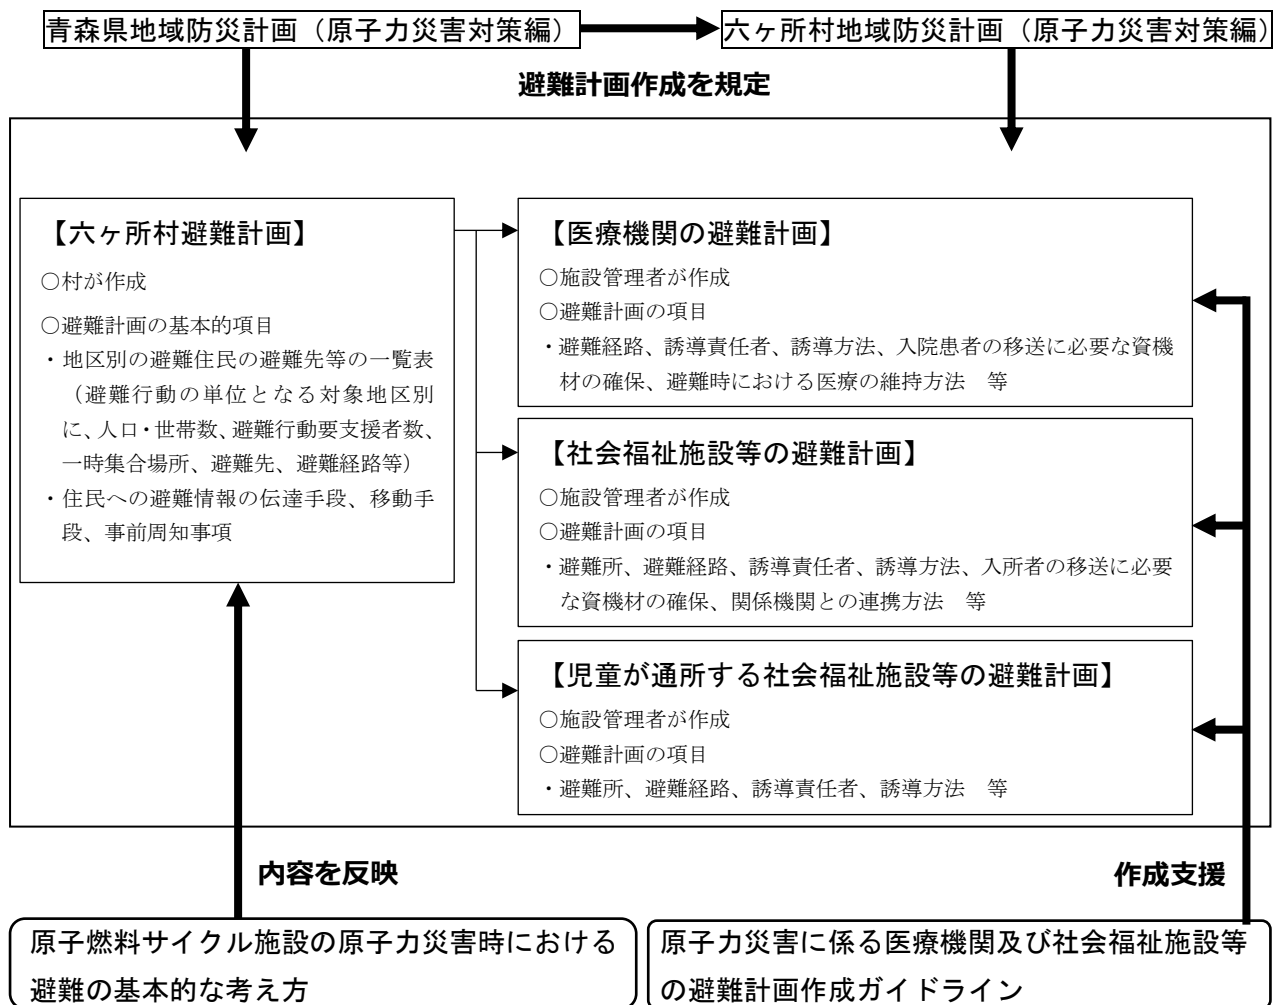 青森県地域防災計画（原子力災害対策編）
六ヶ所村地域防災計画（原子力災害対策編）
避難計画作成を規定
【六ヶ所村避難計画】
○村が作成
○避難計画の基本的項目
・地区別の避難住民の避難先等の一覧表
（避難行動の単位となる対象地区別
に、人口・世帯数、避難行動要支援者数、
一時集合場所、避難先、避難経路等）
・住民への避難情報の伝達手段、移動手
段、事前周知事項
【医療機関の避難計画】
○施設管理者が作成
○避難計画の項目
・避難経路、誘導責任者、誘導方法、入院患者の移送に必要な資機
材の確保、避難時における医療の維持方法　等
【社会福祉施設等の避難計画】
○施設管理者が作成
○避難計画の項目
・避難所、避難経路、誘導責任者、誘導方法、入所者の移送に必要
な資機材の確保、関係機関との連携方法　等
【児童が通所する社会福祉施設等の避難計画】
○施設管理者が作成
○避難計画の項目
・避難所、避難経路、誘導責任者、誘導方法　等
内容を反映
作成支援
原子燃料サイクル施設の原子力災害時における
避難の基本的な考え方
原子力災害に係る医療機関及び社会福祉施設等
の避難計画作成ガイドライン